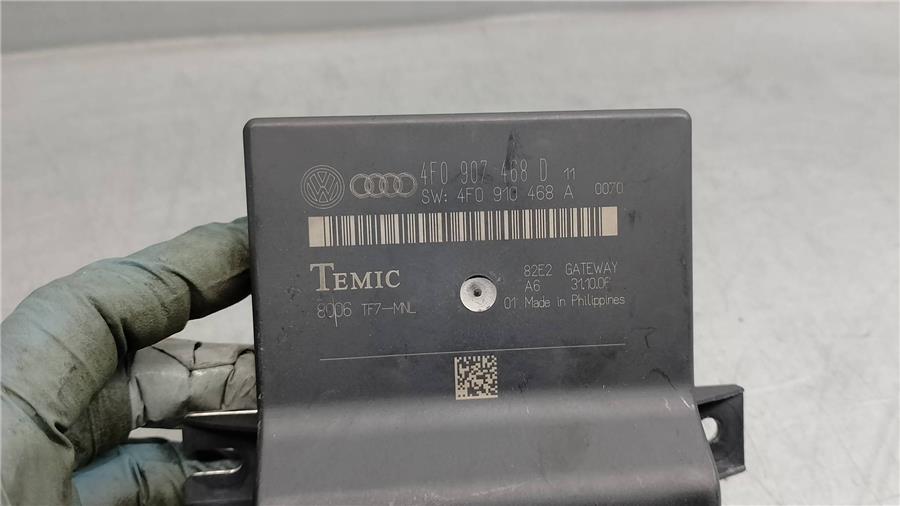 4F0 907 468 D 11
SW: 4F0 910 468 A 0070
TEMIC
8006 TF7-MNL
82E2 GATEWAY
A6 31.10.0F
01 Made in Philippines